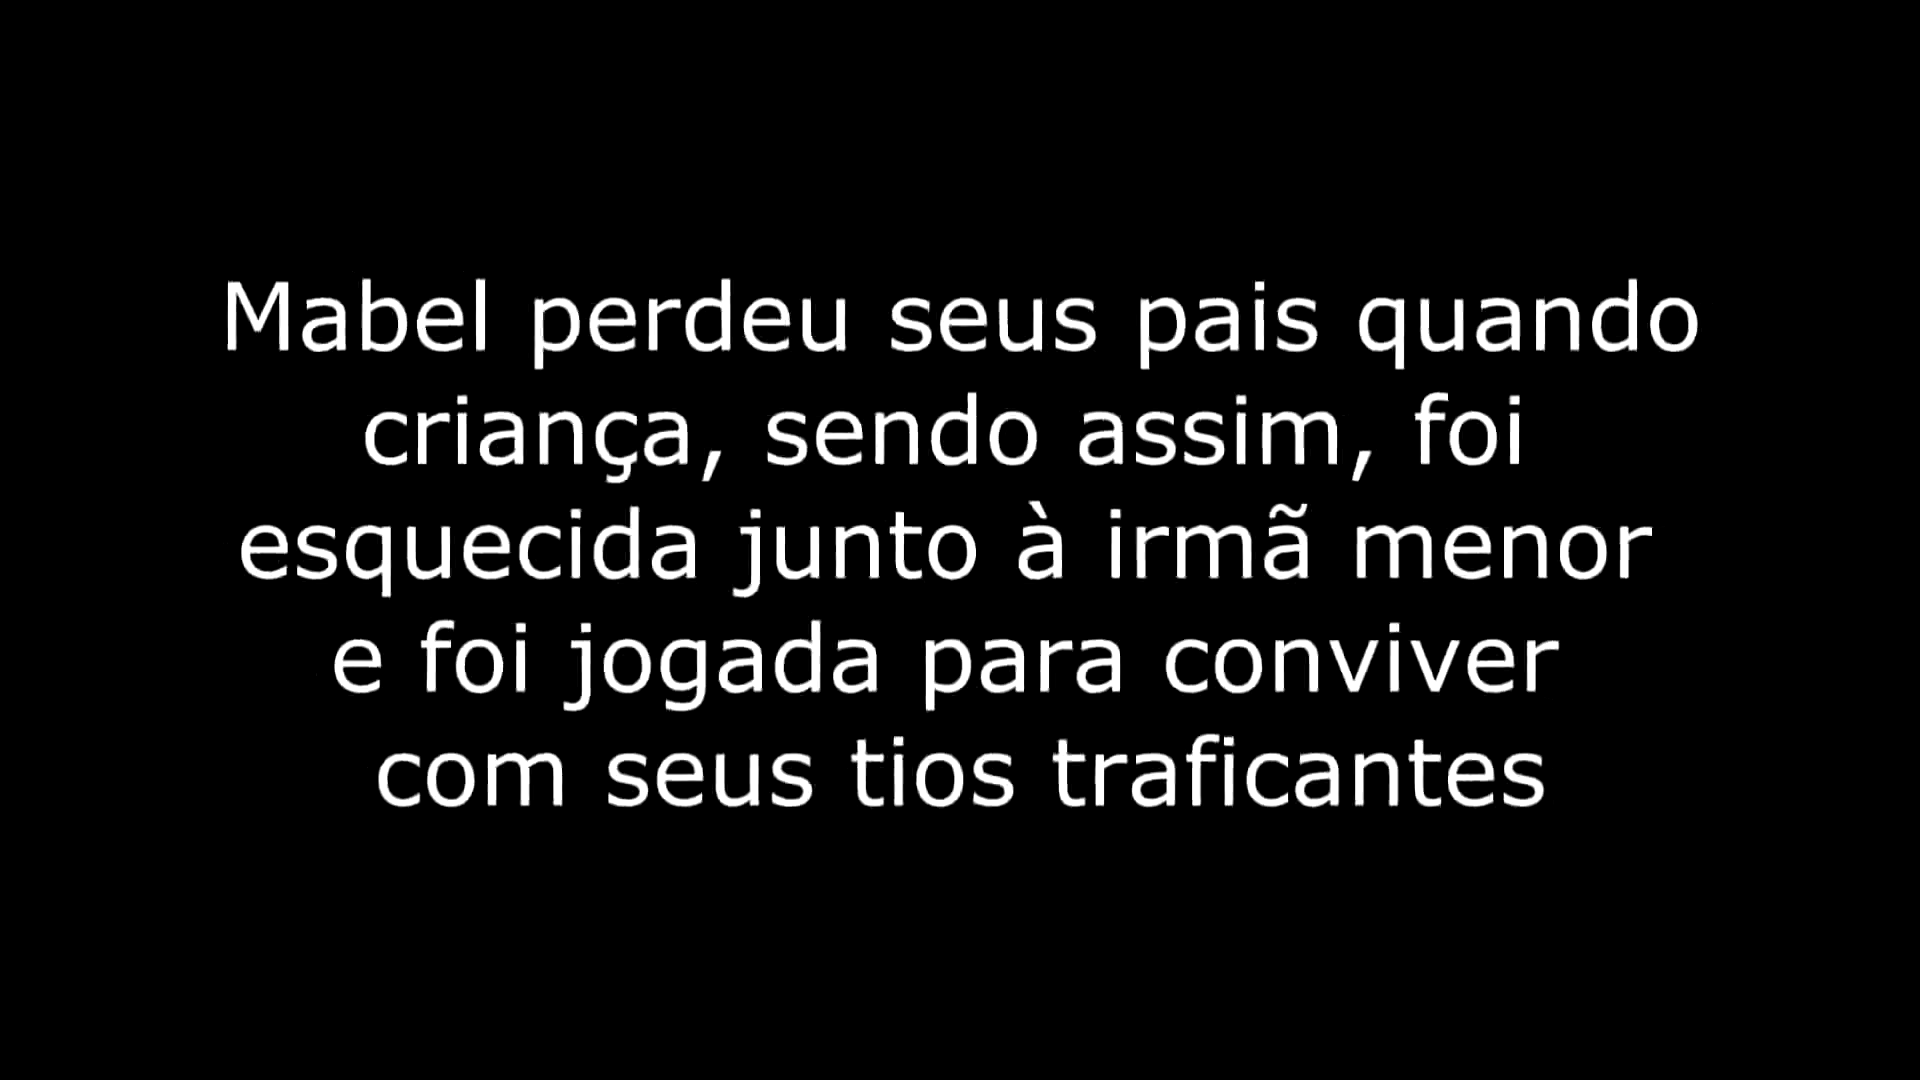 Mabel perdeu seus pais quando
criança, sendo assim, foi
esquecida junto à irmã menor
e foi jogada para conviver
com seus tios traficantes